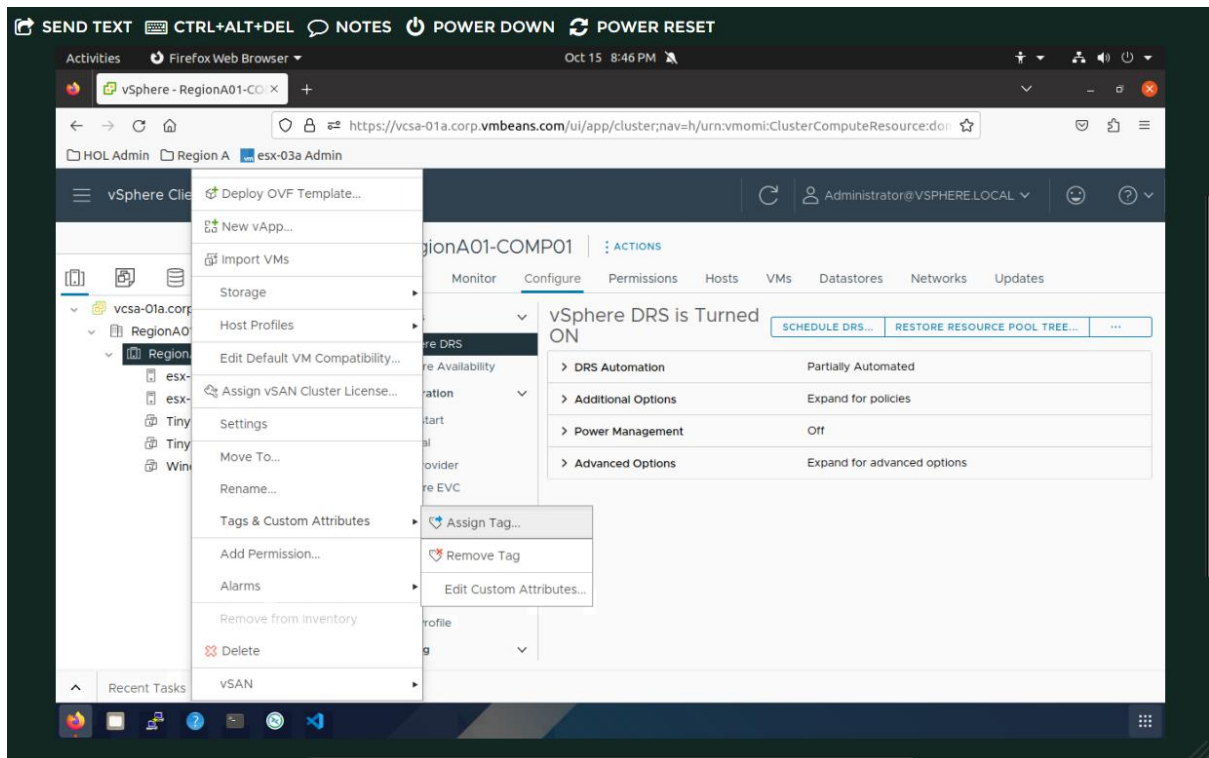 SEND TEXT CTRL+ALT+DEL NOTES POWER DOWN POWER RESET
Activities Firefox Web Browser Oct 15 8:46 PM
vSphere - RegionA01-CO
https://vcsa-01a.corp.vmbeans.com/ui/app/cluster;nav=h/urn:vmomi:ClusterComputeResource:dom
HOL Admin Region A esx-03a Admin
vSphere Clie
Administrator@VSPHERE.LOCAL
Deploy OVF Template...
New vApp...
Import VMs
Storage
Host Profiles
Edit Default VM Compatibility...
Assign vSAN Cluster License...
Settings
Move To...
Rename...
Tags & Custom Attributes
Add Permission...
Alarms
Remove from Inventory
Delete
vSAN
Assign Tag...
Remove Tag
Edit Custom Attributes...
vcsa-01a.corp
RegionA0
Region
esx-
esx-
Tiny
Tiny
Win
gionA01-COMP01 ACTIONS
Monitor Configure Permissions Hosts VMs Datastores Networks Updates
re DRS
re Availability
ration
start
al
rovider
re EVC
rofile
g
vSphere DRS is Turned
ON
SCHEDULE DRS... RESTORE RESOURCE POOL TREE... ...
DRS Automation Partially Automated
Additional Options Expand for policies
Power Management Off
Advanced Options Expand for advanced options
Recent Tasks